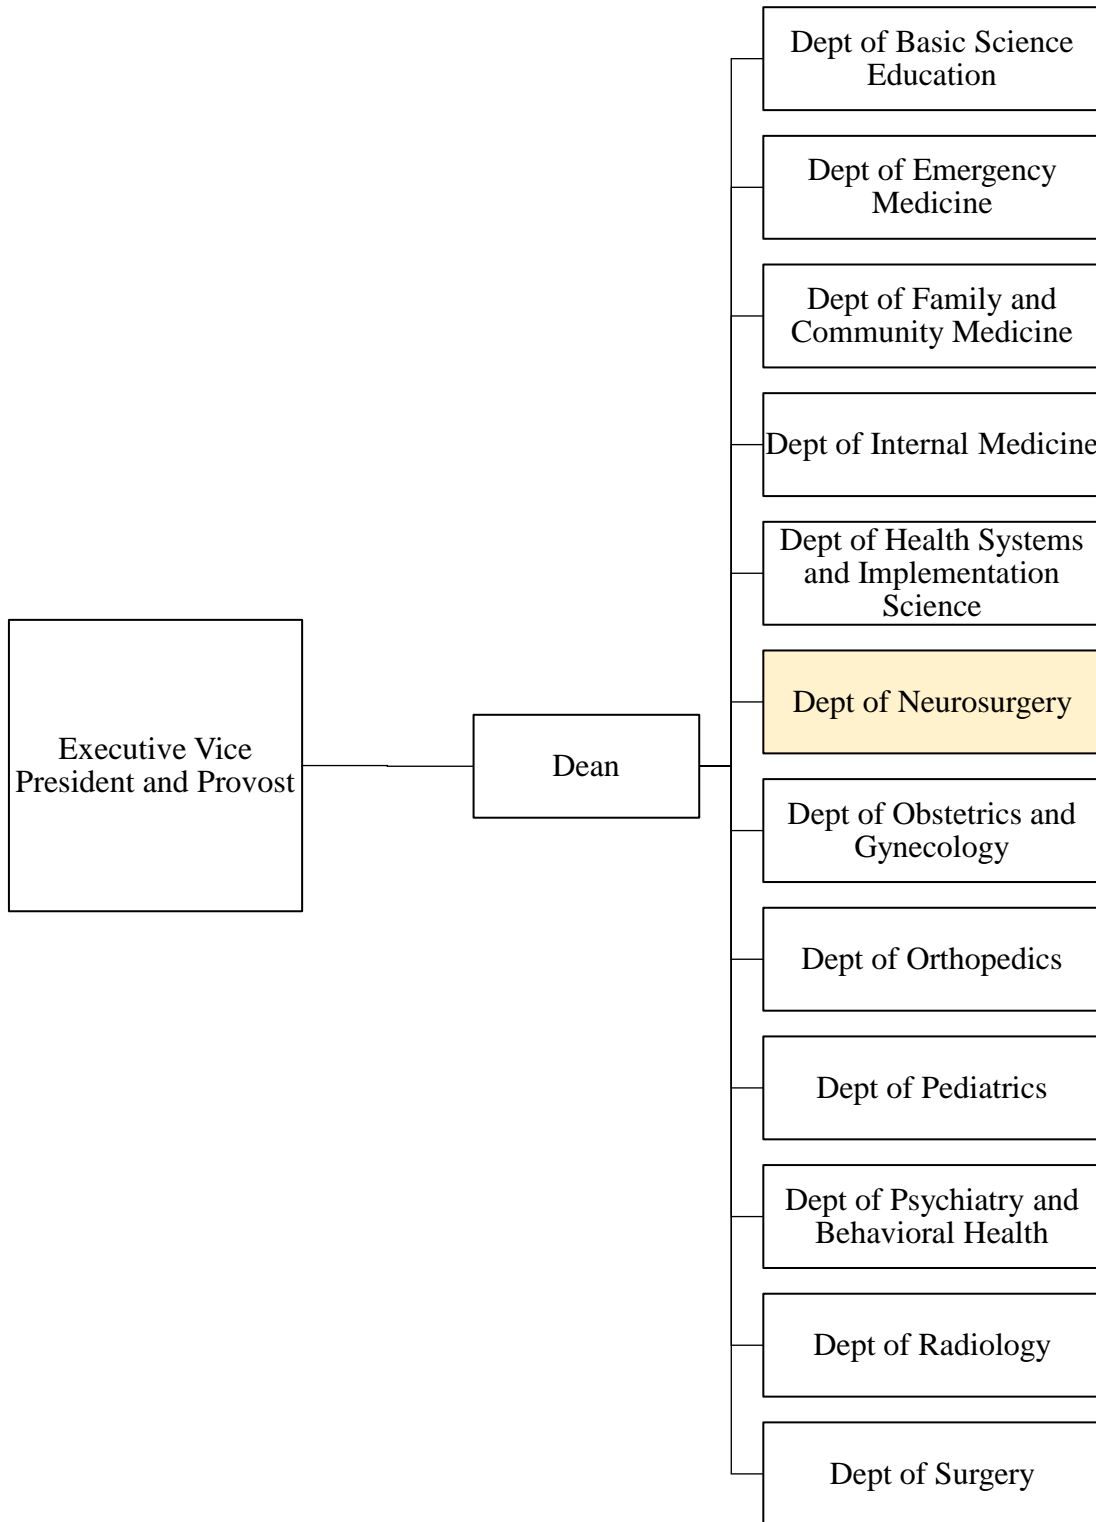 Executive Vice
President and Provost
Dean
Dept of Basic Science
Education
Dept of Emergency
Medicine
Dept of Family and
Community Medicine
Dept of Internal Medicine
Dept of Health Systems
and Implementation
Science
Dept of Neurosurgery
Dept of Obstetrics and
Gynecology
Dept of Orthopedics
Dept of Pediatrics
Dept of Psychiatry and
Behavioral Health
Dept of Radiology
Dept of Surgery